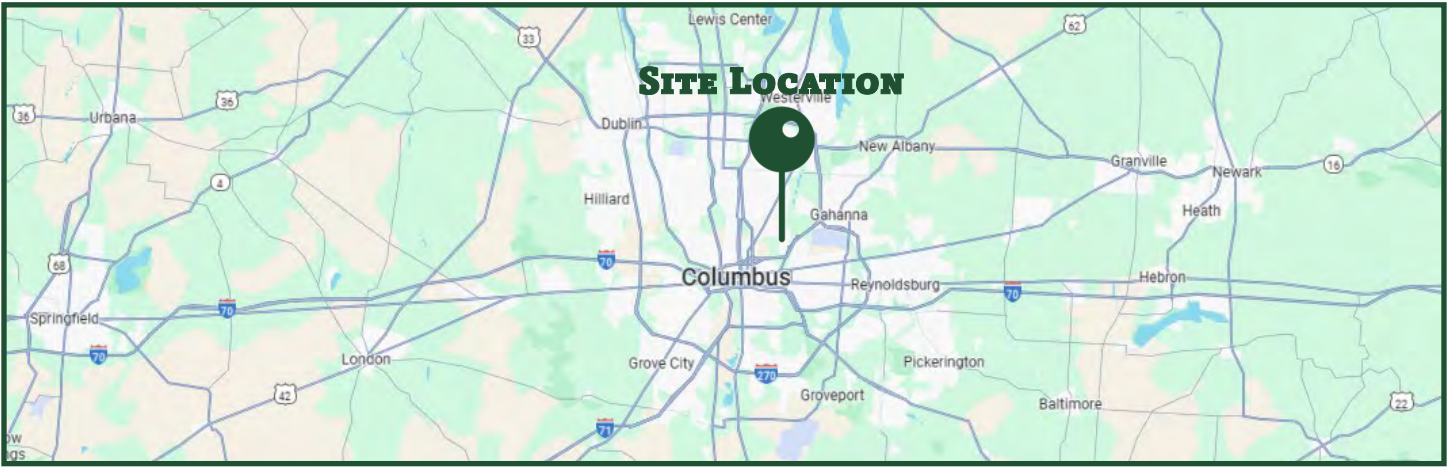 Lewis Center
62
33
SITE LOCATION
Westerville
36
36
Urbana
Dublin
New Albany
Granville
16
Newark
4
Hilliard
Gahanna
Heath
68
70
Columbus
Reynoldsburg
70
Hebron
70
Springfield
70
London
Grove City
270
Pickerington
42
Groveport
Baltimore
22
71
ow
gs